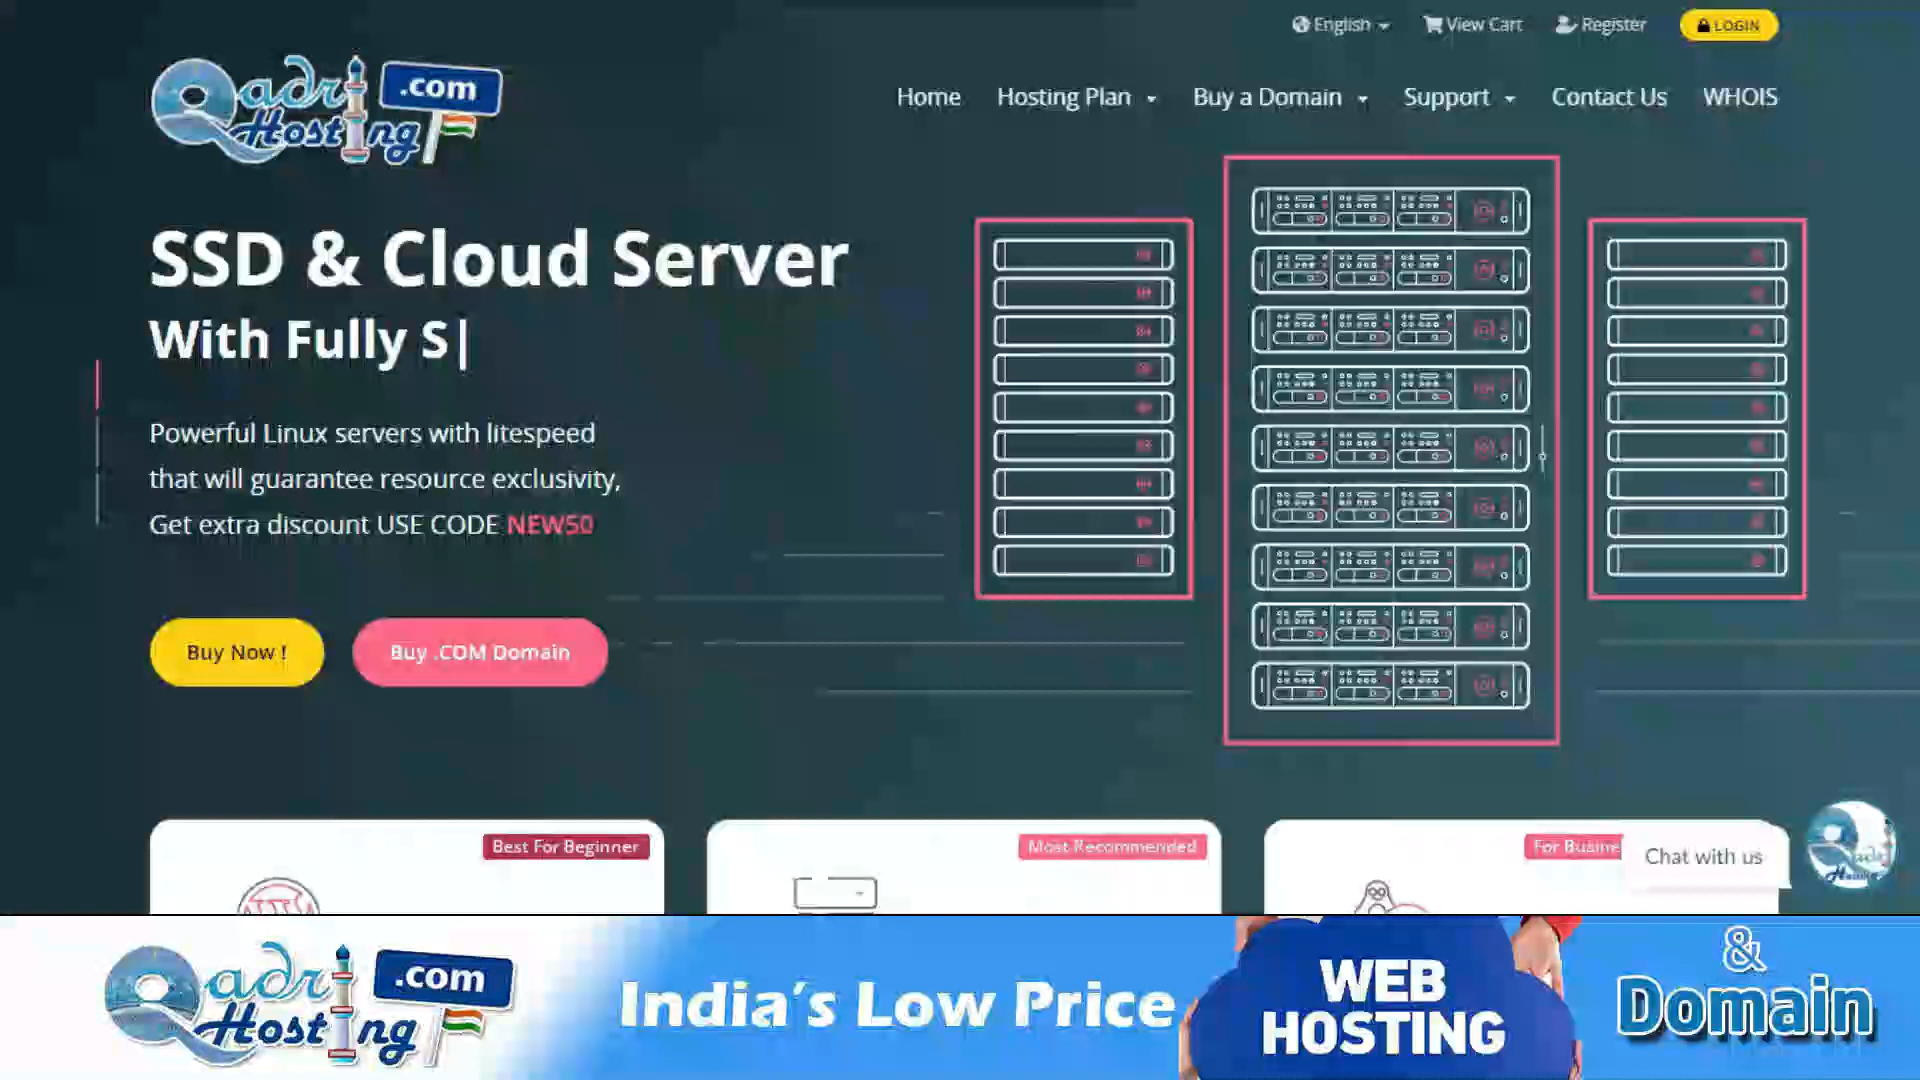 English
View Cart
Register
LOGIN
Qadri .com
Hosting
Home
Hosting Plan
Buy a Domain
Support
Contact Us
WHOIS
SSD & Cloud Server
With Fully S|
Powerful Linux servers with litespeed
that will guarantee resource exclusivity,
Get extra discount USE CODE NEW50
Buy Now !
Buy .COM Domain
Best For Beginner
Most Recommended
For Busine
Chat with us
Qadri .com
Hosting
India's Low Price
WEB
HOSTING
&
Domain